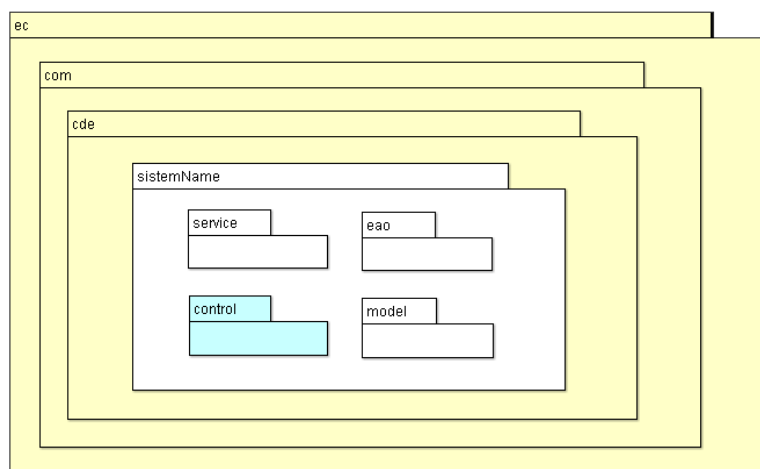 ec
com
cde
sistemName
service
eao
control
model